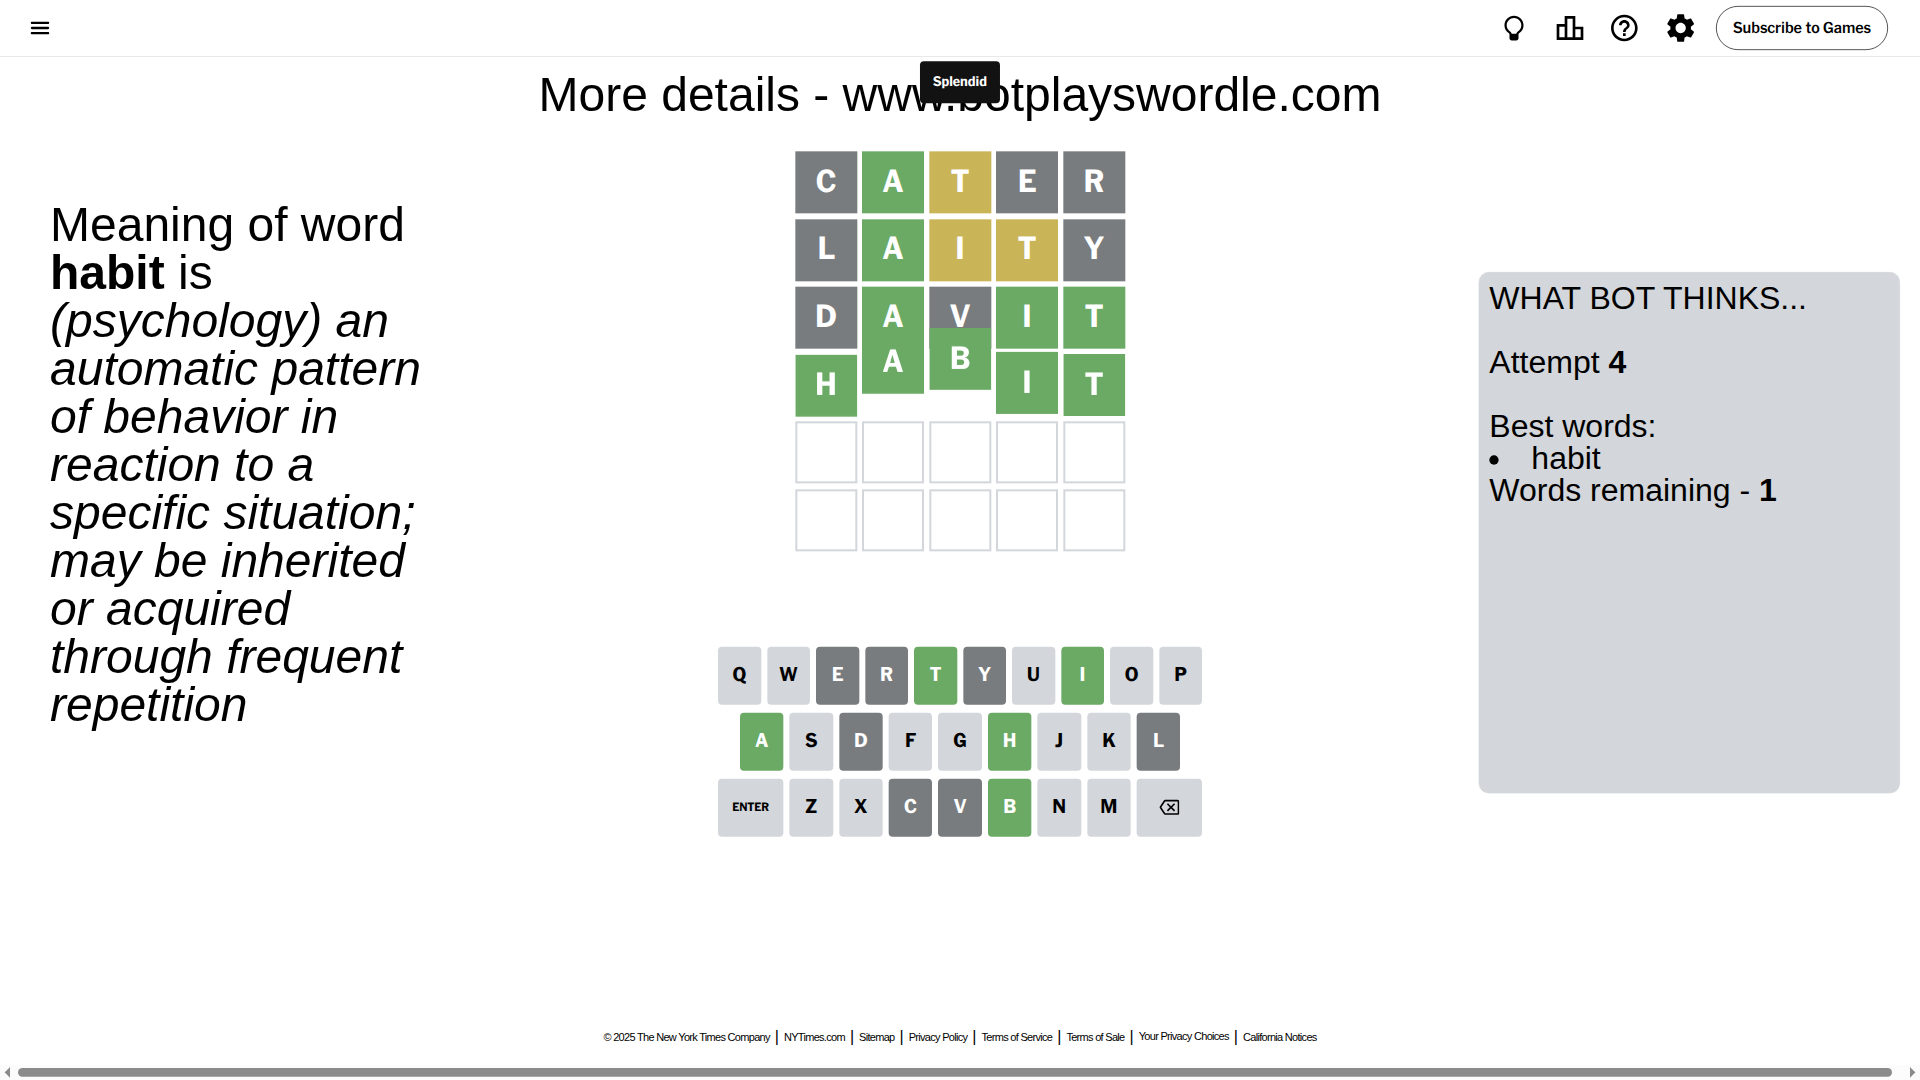 Subscribe to Games
Splendid
More details - www.botplayswordle.com
Meaning of word
habit is
(psychology) an
automatic pattern
of behavior in
reaction to a
specific situation;
may be inherited
or acquired
through frequent
repetition
C A T E R
L A I T Y
D A V I T
H A B I T
WHAT BOT THINKS...
Attempt 4
Best words:
• habit
Words remaining - 1
Q W E R T Y U I O P
A S D F G H J K L
ENTER Z X C V B N M
© 2025 The New York Times Company | NYTimes.com | Sitemap | Privacy Policy | Terms of Service | Terms of Sale | Your Privacy Choices | California Notices